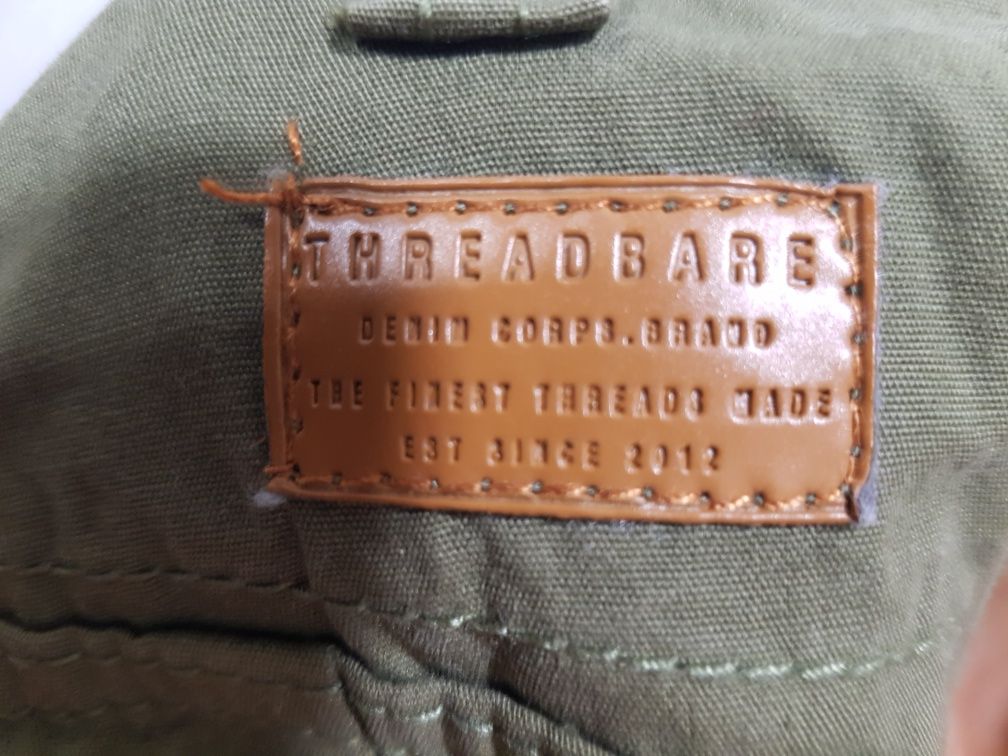 THREADBARE
DENIM CORPS.BRAND
THE FINEST THREADS MADE
EST SINCE 2012